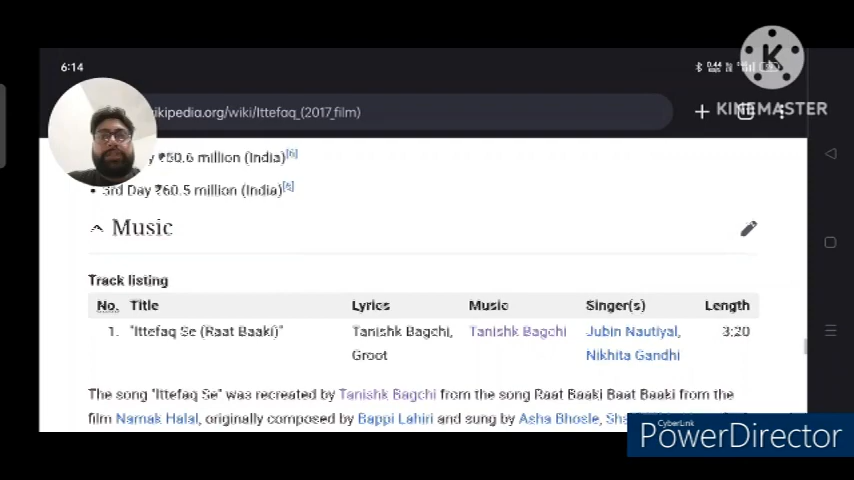 6:14
0.44
KINEMASTER
kipedia.org/wiki/Ittefaq_(2017_film)
y ₹50.6 million (India)[6]
• 3rd Day ₹60.5 million (India)[6]
Music
Track listing
No. Title Lyrics Music Singer(s) Length
1. "Ittefaq Se (Raat Baaki)" Tanishk Bagchi, Tanishk Bagchi Jubin Nautiyal, 3:20
Groot Nikhita Gandhi
The song "Ittefaq Se" was recreated by Tanishk Bagchi from the song Raat Baaki Baat Baaki from the
film Namak Halal, originally composed by Bappi Lahiri and sung by Asha Bhosle,
CyberLink
PowerDirector